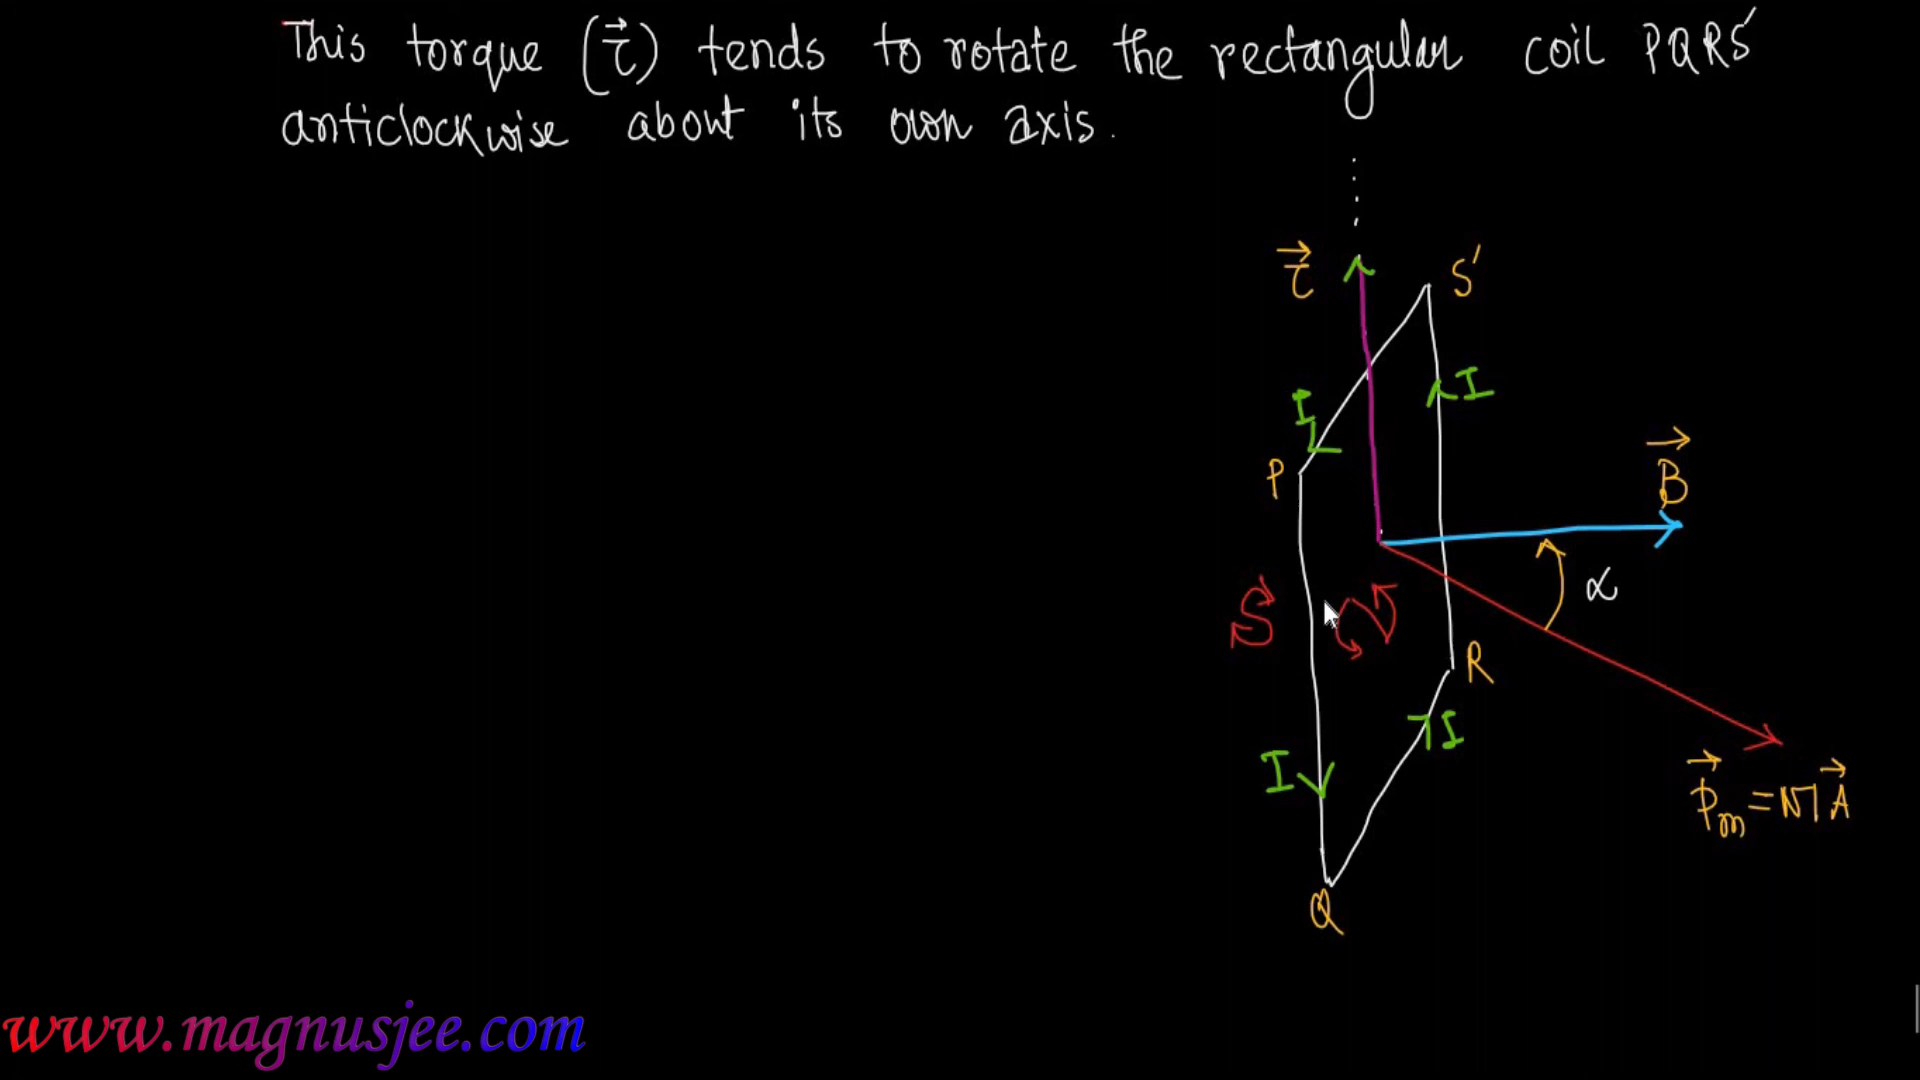 This torque (τ⃗) tends to rotate the rectangular coil PQRS'
anticlockwise about its own axis.
τ⃗
S'
I
I
B⃗
P
α
S
N
R
I
I
p⃗m = NIA⃗
Q
www.magnusjee.com